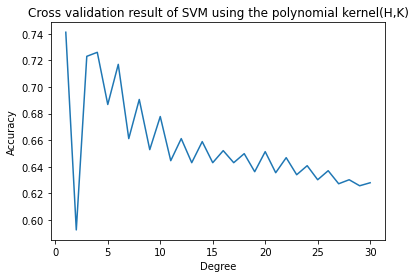 Cross validation result of SVM using the polynomial kernel(H,K)
0.74
0.72
0.70
0.68
0.66
0.64
0.62
0.60
Accuracy
0 5 10 15 20 25 30
Degree